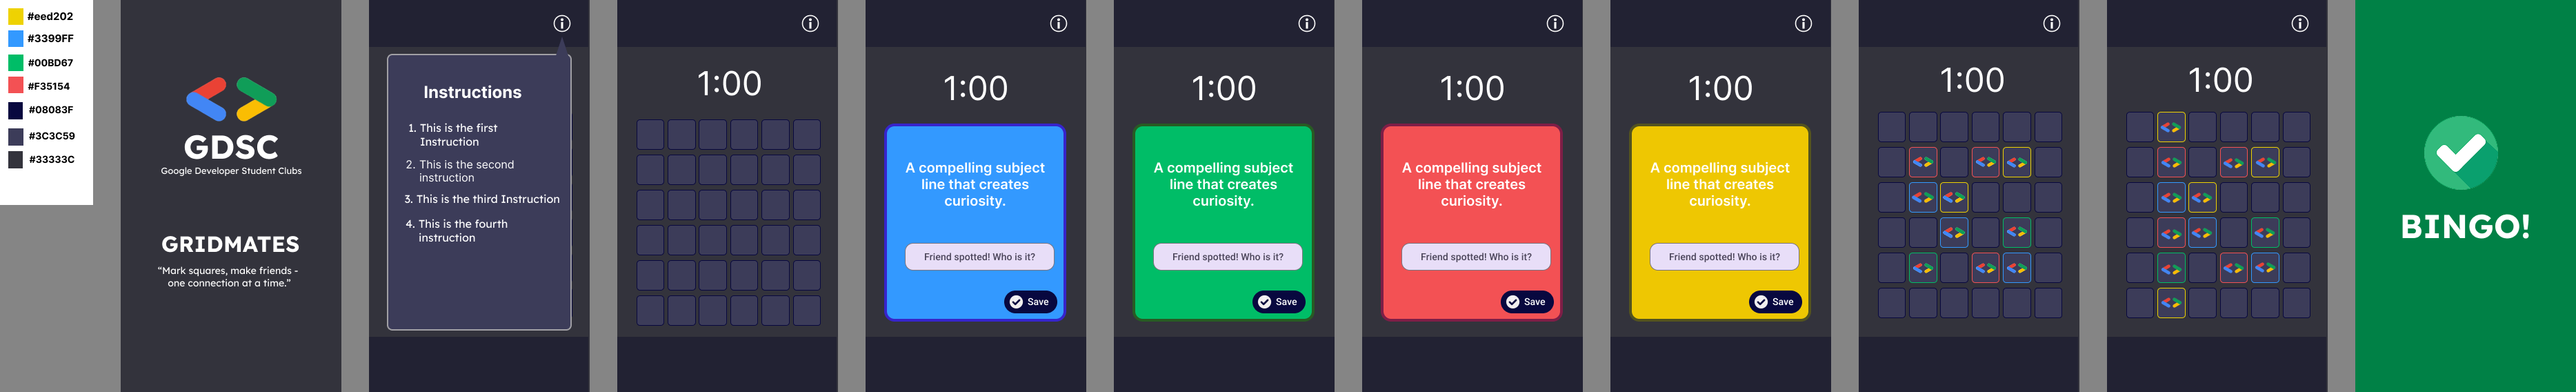 #eed202
#3399FF
#00BD67
#F35154
#08083F
#3C3C59
#33333C
GDSC
Google Developer Student Clubs
GRIDMATES
“Mark squares, make friends -
one connection at a time.”
Instructions
1. This is the first
Instruction
2. This is the second
instruction
3. This is the third Instruction
4. This is the fourth
instruction
1:00
1:00
A compelling subject
line that creates
curiosity.
Friend spotted! Who is it?
Save
1:00
A compelling subject
line that creates
curiosity.
Friend spotted! Who is it?
Save
1:00
A compelling subject
line that creates
curiosity.
Friend spotted! Who is it?
Save
1:00
A compelling subject
line that creates
curiosity.
Friend spotted! Who is it?
Save
1:00
1:00
BINGO!